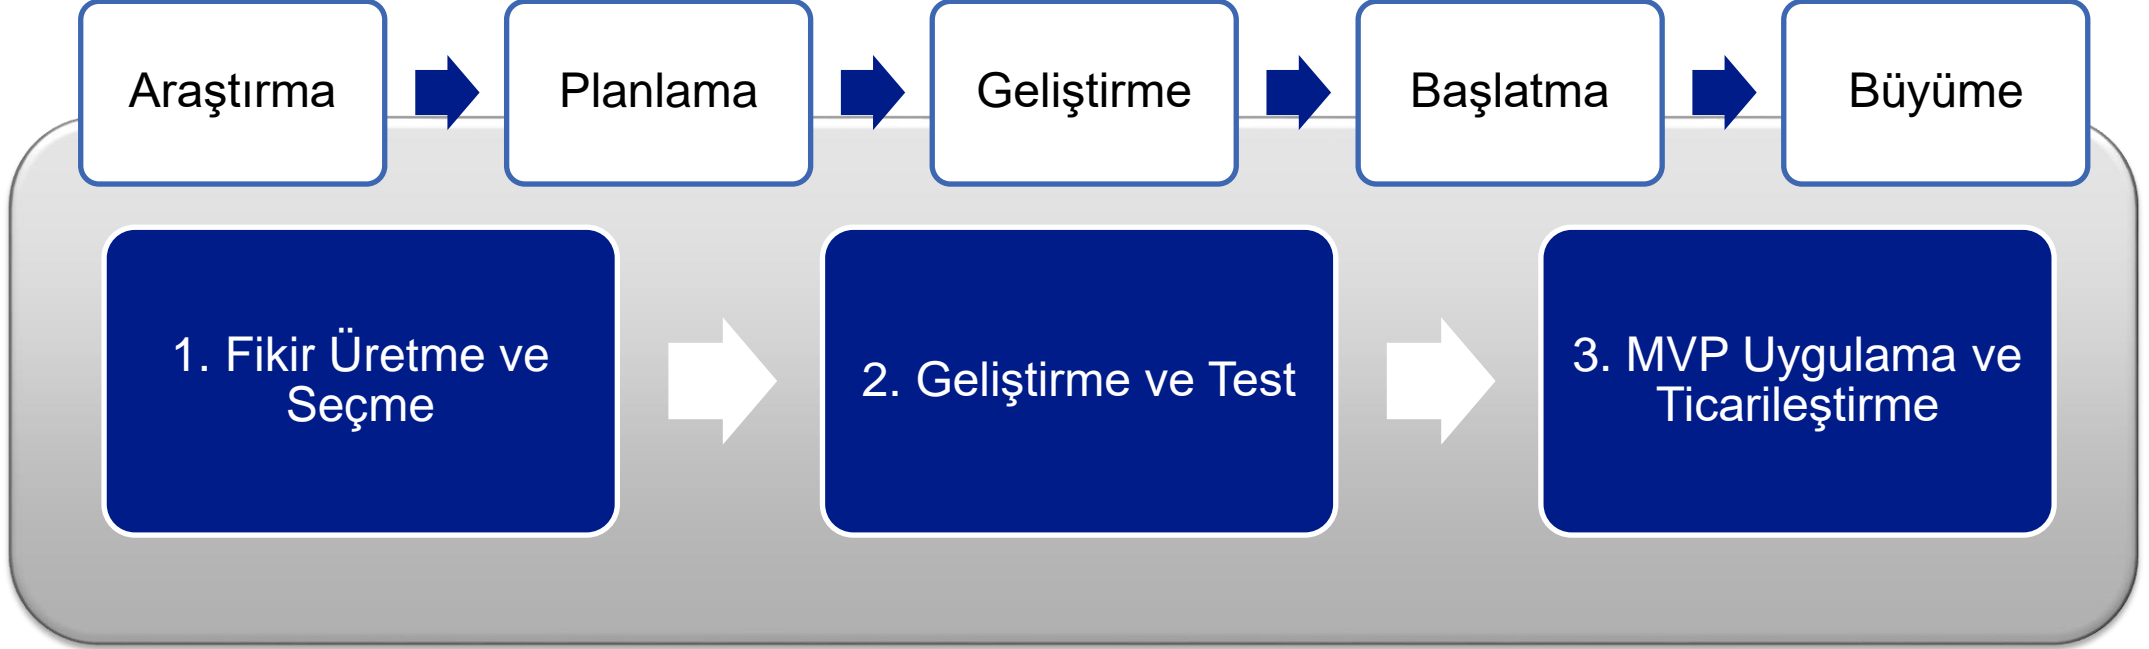 Araştırma
Planlama
Geliştirme
Başlatma
Büyüme
1. Fikir Üretme ve
Seçme
2. Geliştirme ve Test
3. MVP Uygulama ve
Ticarileştirme